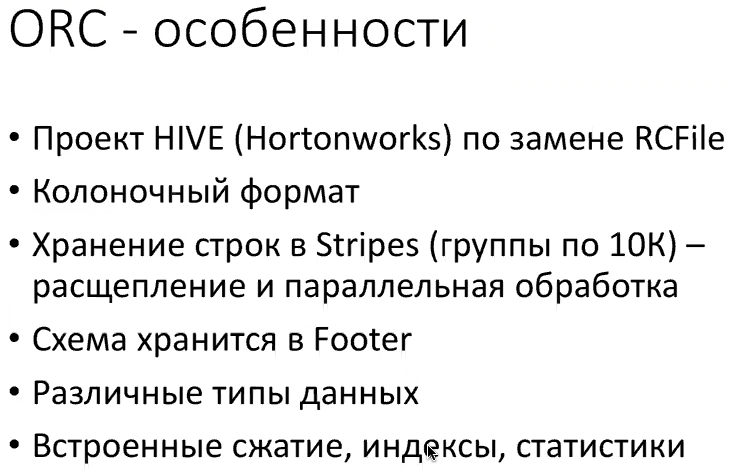 ORC - особенности
• Проект HIVE (Hortonworks) по замене RCFile
• Колоночный формат
• Хранение строк в Stripes (группы по 10К) –
расщепление и параллельная обработка
• Схема хранится в Footer
• Различные типы данных
• Встроенные сжатие, индексы, статистики